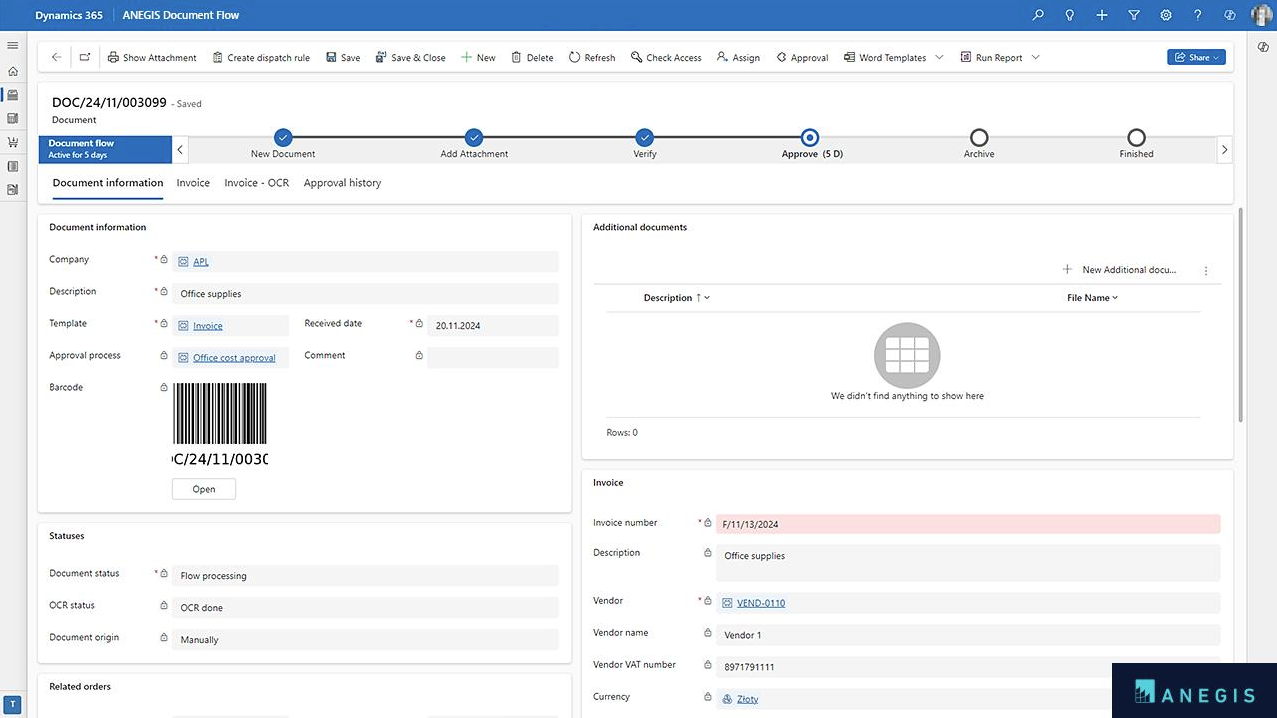 Dynamics 365 ANEGIS Document Flow
Show Attachment Create dispatch rule Save Save & Close New Delete Refresh Check Access Assign Approval Word Templates Run Report Share
DOC/24/11/003099 - Saved
Document
Document flow
Active for 5 days
New Document Add Attachment Verify Approve (5 D) Archive Finished
Document information Invoice Invoice - OCR Approval history
Document information
Company * APL
Description * Office supplies
Template * Invoice Received date * 20.11.2024
Approval process Office cost approval Comment
Barcode
C/24/11/003
Open
Statuses
Document status * Flow processing
OCR status OCR done
Document origin Manually
Related orders
Additional documents
New Additional docu...
Description ↑ File Name
We didn't find anything to show here
Rows: 0
Invoice
Invoice number * F/11/13/2024
Description Office supplies
Vendor * VEND-0110
Vendor name Vendor 1
Vendor VAT number 8971791111
Currency Złoty
T
ANEGIS